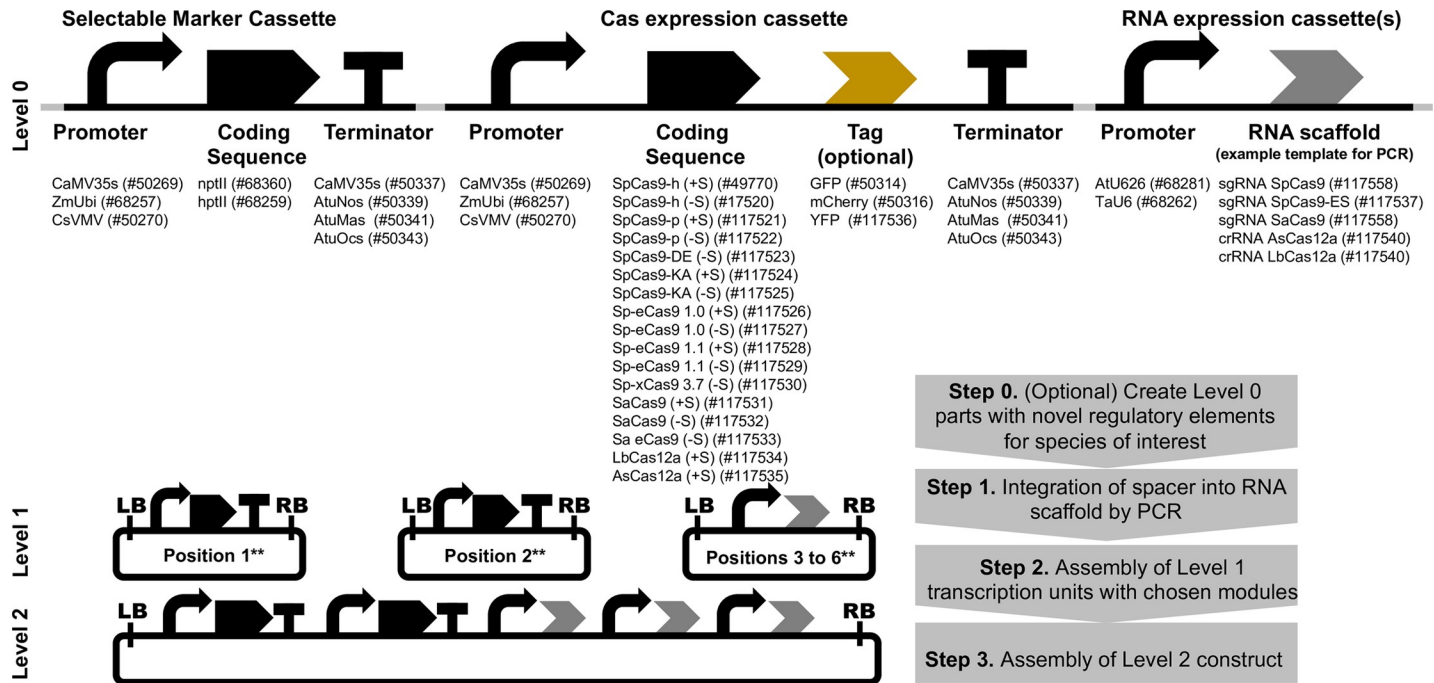 Selectable Marker Cassette
Cas expression cassette
RNA expression cassette(s)
Level 0
Promoter
Coding
Sequence
Terminator
Promoter
Coding
Sequence
Tag
(optional)
Terminator
Promoter
RNA scaffold
(example template for PCR)
CaMV35s (#50269)
ZmUbi (#68257)
CsVMV (#50270)
nptII (#68360)
hptII (#68259)
CaMV35s (#50337)
AtuNos (#50339)
AtuMas (#50341)
AtuOcs (#50343)
CaMV35s (#50269)
ZmUbi (#68257)
CsVMV (#50270)
SpCas9-h (+S) (#49770)
SpCas9-h (-S) (#17520)
SpCas9-p (+S) (#117521)
SpCas9-p (-S) (#117522)
SpCas9-DE (-S) (#117523)
SpCas9-KA (+S) (#117524)
SpCas9-KA (-S) (#117525)
Sp-eCas9 1.0 (+S) (#117526)
Sp-eCas9 1.0 (-S) (#117527)
Sp-eCas9 1.1 (+S) (#117528)
Sp-eCas9 1.1 (-S) (#117529)
Sp-xCas9 3.7 (-S) (#117530)
SaCas9 (+S) (#117531)
SaCas9 (-S) (#117532)
Sa eCas9 (-S) (#117533)
LbCas12a (+S) (#117534)
AsCas12a (+S) (#117535)
GFP (#50314)
mCherry (#50316)
YFP (#117536)
CaMV35s (#50337)
AtuNos (#50339)
AtuMas (#50341)
AtuOcs (#50343)
AtU626 (#68281)
TaU6 (#68262)
sgRNA SpCas9 (#117558)
sgRNA SpCas9-ES (#117537)
sgRNA SaCas9 (#117558)
crRNA AsCas12a (#117540)
crRNA LbCas12a (#117540)
Level 1
LB
RB
Position 1**
LB
RB
Position 2**
LB
RB
Positions 3 to 6**
Level 2
LB
RB
Step 0. (Optional) Create Level 0
parts with novel regulatory elements
for species of interest
Step 1. Integration of spacer into RNA
scaffold by PCR
Step 2. Assembly of Level 1
transcription units with chosen modules
Step 3. Assembly of Level 2 construct